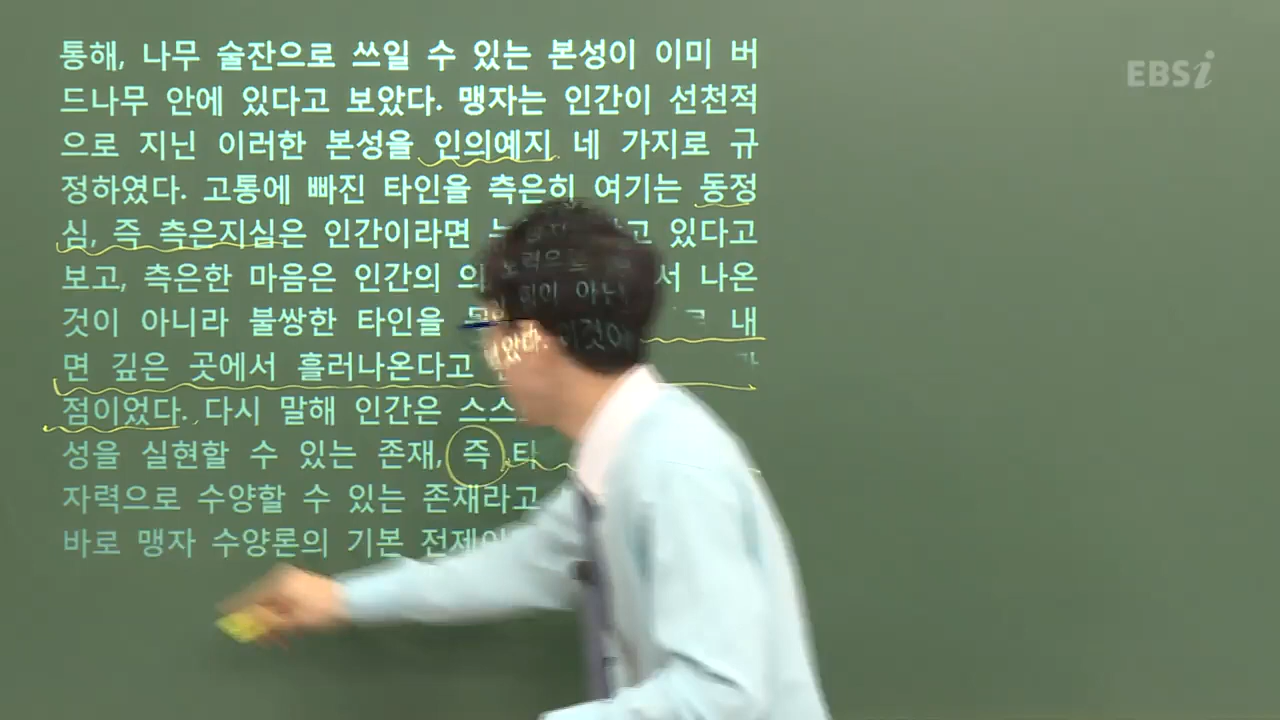 통해, 나무 술잔으로 쓰일 수 있는 본성이 이미 버
드나무 안에 있다고 보았다. 맹자는 인간이 선천적
으로 지닌 이러한 본성을 인의예지 네 가지로 규
정하였다. 고통에 빠진 타인을 측은히 여기는 동정
심, 즉 측은지심은 인간이라면 있다고
보고, 측은한 마음은 인간의 나온
것이 아니라 불쌍한 타인을 내
면 깊은 곳에서 흘러나온다고
점이었다. 다시 말해 인간은
성을 실현할 수 있는 존재, 즉
자력으로 수양할 수 있는 존재라고
바로 맹자 수양론의 기본
EBSi